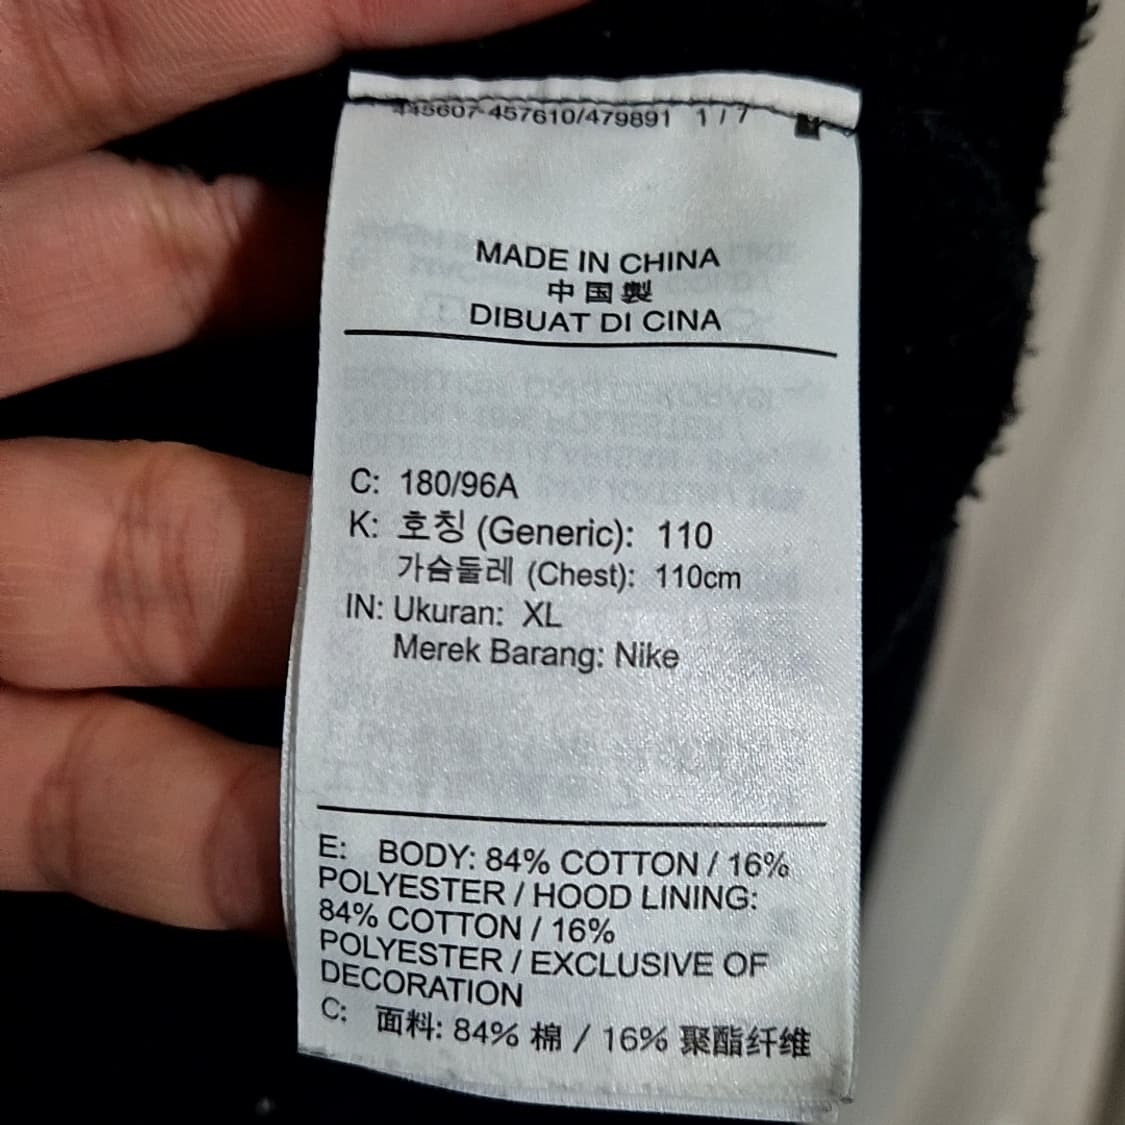 445607-457610/479891 1 / 7
MADE IN CHINA
中国製
DIBUAT DI CINA
C: 180/96A
K: 호칭 (Generic): 110
가슴둘레 (Chest): 110cm
IN: Ukuran: XL
Merek Barang: Nike
E: BODY: 84% COTTON / 16%
POLYESTER / HOOD LINING:
84% COTTON / 16%
POLYESTER / EXCLUSIVE OF
DECORATION
C: 面料: 84% 棉 / 16% 聚酯纤维